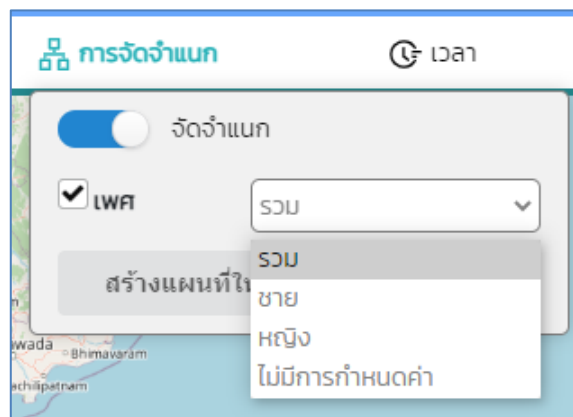 การจัดจำแนก เวลา
จัดจำแนก
เพศ รวม
รวม
สร้างแผนที่ใ
ชาย
หญิง
ไม่มีการกำหนดค่า
Bhimavaram